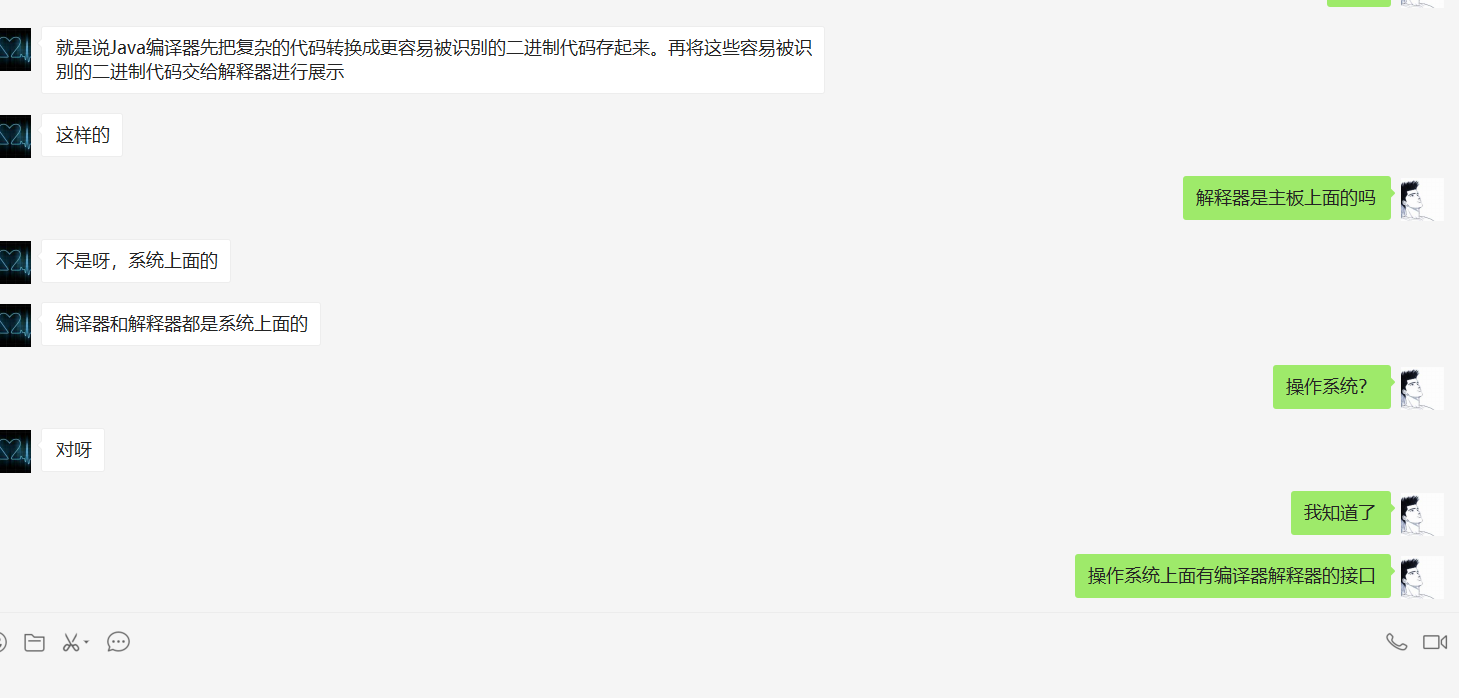 就是说Java编译器先把复杂的代码转换成更容易被识别的二进制代码存起来。再将这些容易被识
别的二进制代码交给解释器进行展示
这样的
解释器是主板上面的吗
不是呀，系统上面的
编译器和解释器都是系统上面的
操作系统？
对呀
我知道了
操作系统上面有编译器解释器的接口